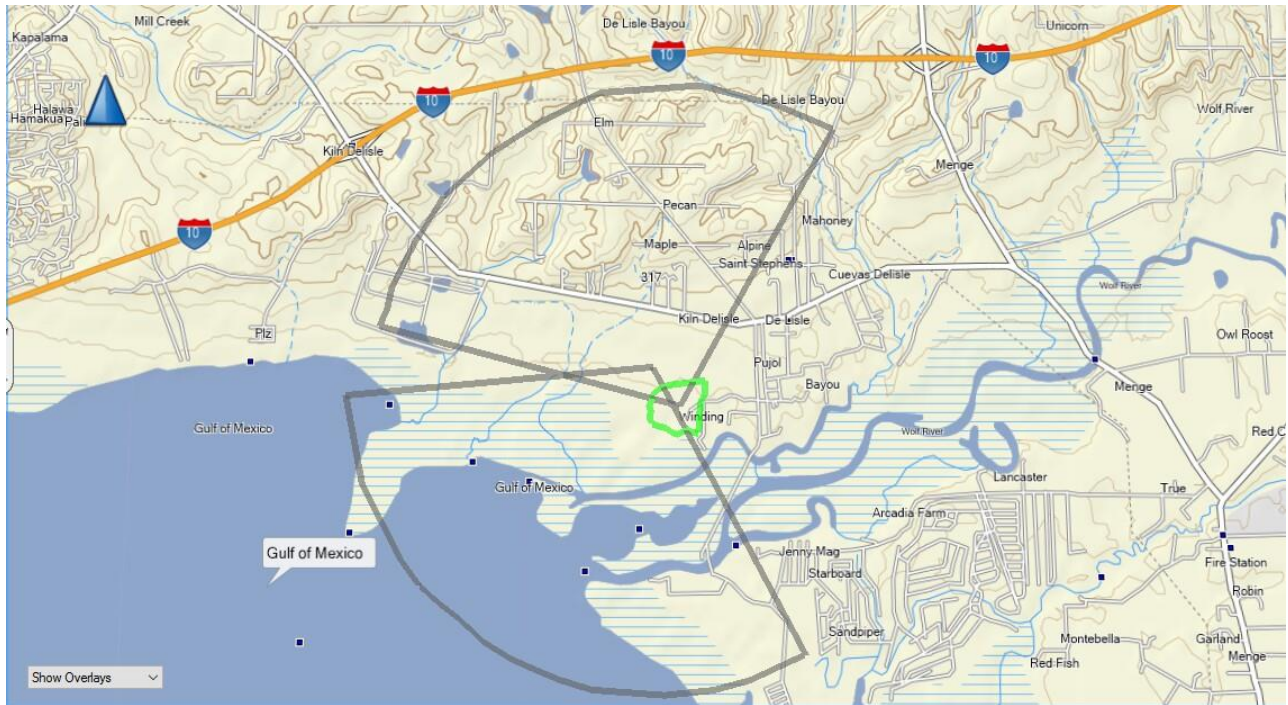 Mill Creek
De Lisle Bayou
Unicorn
Kapalama
10
10
10
De Lisle Bayou
Halawa
Hamakua
Wolf River
Elm
Kiln Delisle
Menge
Pecan
Mahoney
10
Maple
Alpine
Saint Stephens
Cuevas Delisle
317
Wolf River
Kiln Delisle
De Lisle
Plz
Owl Roost
Pujol
Bayou
Menge
Winding
Gulf of Mexico
Wolf River
Red C
Lancaster
Gulf of Mexico
True
Arcadia Farm
Gulf of Mexico
Jenny Mag
Starboard
Fire Station
Robin
Sandpiper
Montebella
Garland
Red Fish
Menge
Show Overlays